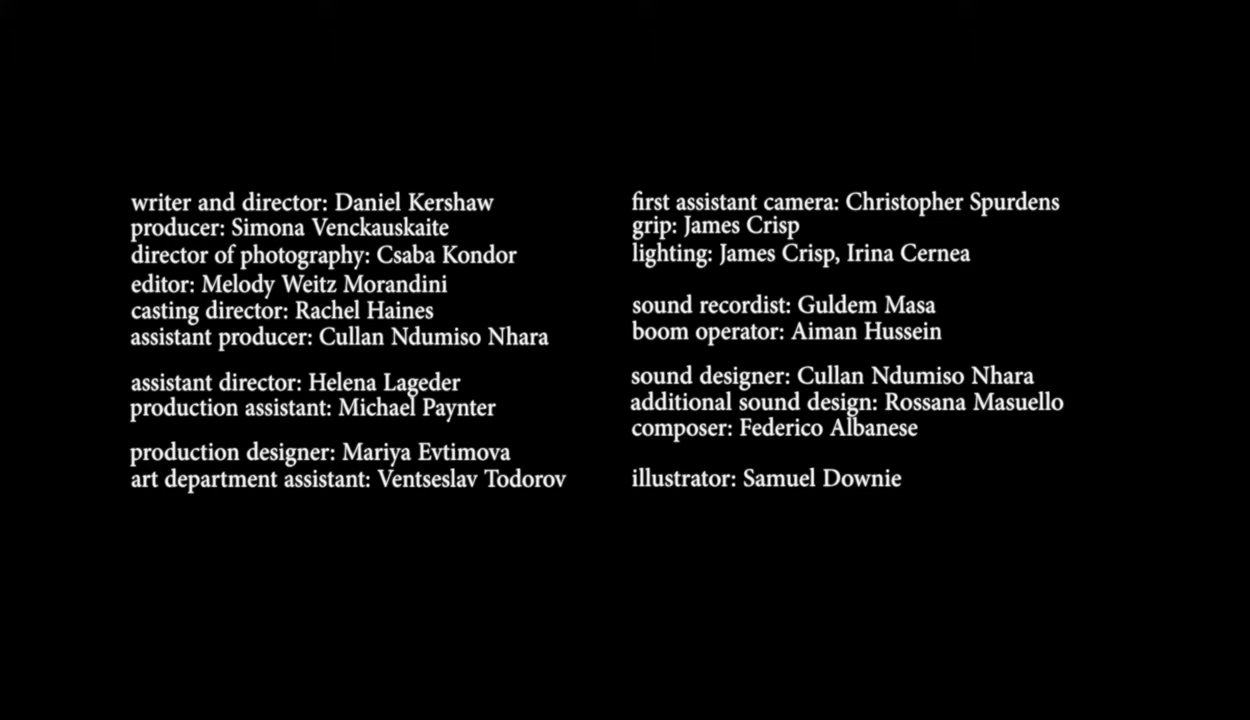 writer and director: Daniel Kershaw
producer: Simona Venckauskaite
director of photography: Csaba Kondor
editor: Melody Weitz Morandini
casting director: Rachel Haines
assistant producer: Cullan Ndumiso Nhara
assistant director: Helena Lageder
production assistant: Michael Paynter
production designer: Mariya Evtimova
art department assistant: Ventseslav Todorov
first assistant camera: Christopher Spurdens
grip: James Crisp
lighting: James Crisp, Irina Cernea
sound recordist: Guldem Masa
boom operator: Aiman Hussein
sound designer: Cullan Ndumiso Nhara
additional sound design: Rossana Masuello
composer: Federico Albanese
illustrator: Samuel Downie